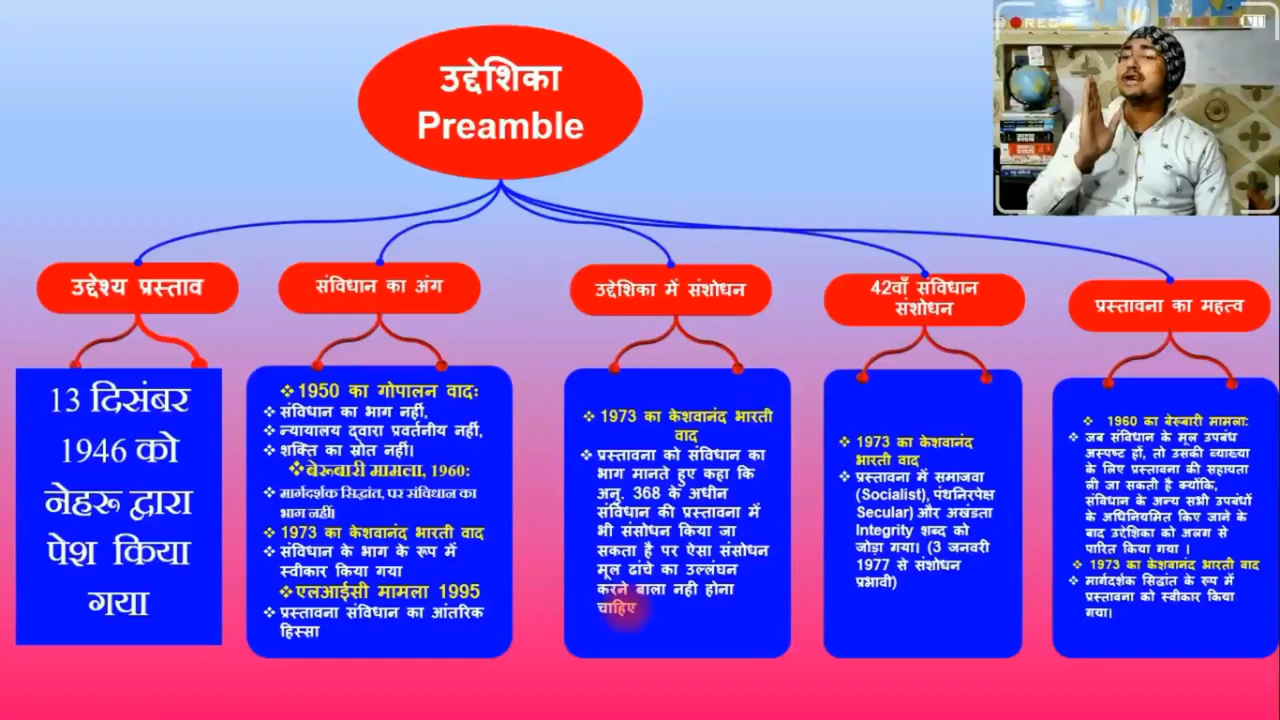 उद्देशिका
Preamble
REC
उद्देश्य प्रस्ताव
13 दिसंबर
1946 को
नेहरू द्वारा
पेश किया
गया
संविधान का अंग
❖1950 का गोपालन वादः
❖ संविधान का भाग नहीं,
❖ न्यायालय द्वारा प्रवर्तनीय नहीं,
❖ शक्ति का स्रोत नहीं।
❖बेरूबारी मामला, 1960:
❖ मार्गदर्शक सिद्धांत, पर संविधान का
भाग नहीं।
❖ 1973 का केशवानंद भारती वाद
❖ संविधान के भाग के रूप में
स्वीकार किया गया
❖एलआईसी मामला 1995
❖ प्रस्तावना संविधान का आंतरिक
हिस्सा
उद्देशिका में संशोधन
❖ 1973 का केशवानंद भारती
वाद
❖ प्रस्तावना को संविधान का
भाग मानते हुए कहा कि
अनु. 368 के अधीन
संविधान की प्रस्तावना में
भी संसोधन किया जा
सकता है पर ऐसा संसोधन
मूल ढांचे का उल्लंघन
करने बाला नही होना
चाहिए
42वाँ संविधान
संशोधन
❖ 1973 का केशवानंद
भारती वाद
❖ प्रस्तावना में समाजवा
(Socialist), पंथनिरपेक्ष
Secular) और अखंडता
Integrity शब्द को
जोड़ा गया। (3 जनवरी
1977 से संशोधन
प्रभावी)
प्रस्तावना का महत्व
❖ 1960 का बेरूबारी मामला:
❖ जब संविधान के मूल उपबंध
अस्पष्ट हों, तो उसकी व्याख्या
के लिए प्रस्तावना की सहायता
ली जा सकती है क्योंकि,
संविधान के अन्य सभी उपबंधों
के अधिनियमित किए जाने के
बाद उद्देशिका को अलग से
पारित किया गया ।
❖ 1973 का केशवानंद भारती वाद
❖ मार्गदर्शक सिद्धांत के रूप में
प्रस्तावना को स्वीकार किया
गया।